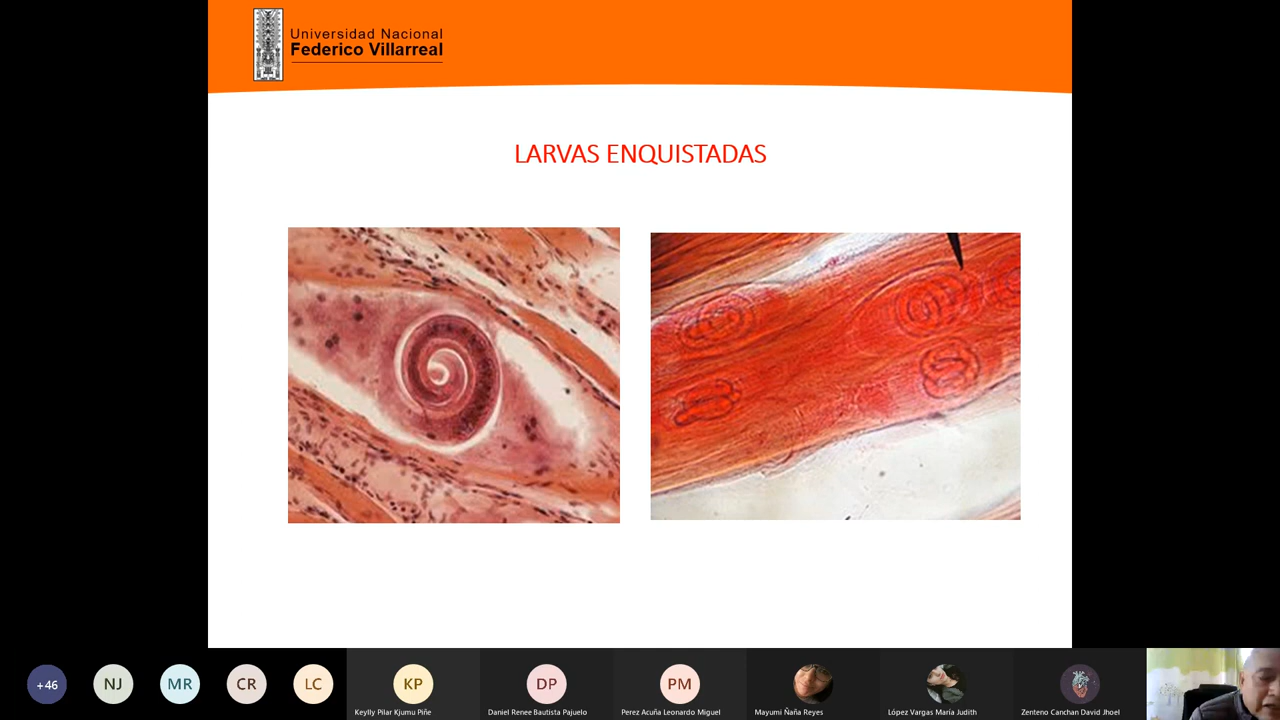 Universidad Nacional
Federico Villarreal
LARVAS ENQUISTADAS
+46
NJ
MR
CR
LC
KP
DP
PM
Keylly Pilar Kjumu Piñe
Daniel Renee Bautista Pajuelo
Perez Acuña Leonardo Miguel
Mayumi Ñaña Reyes
López Vargas María Judith
Zenteno Canchan David Jhoel